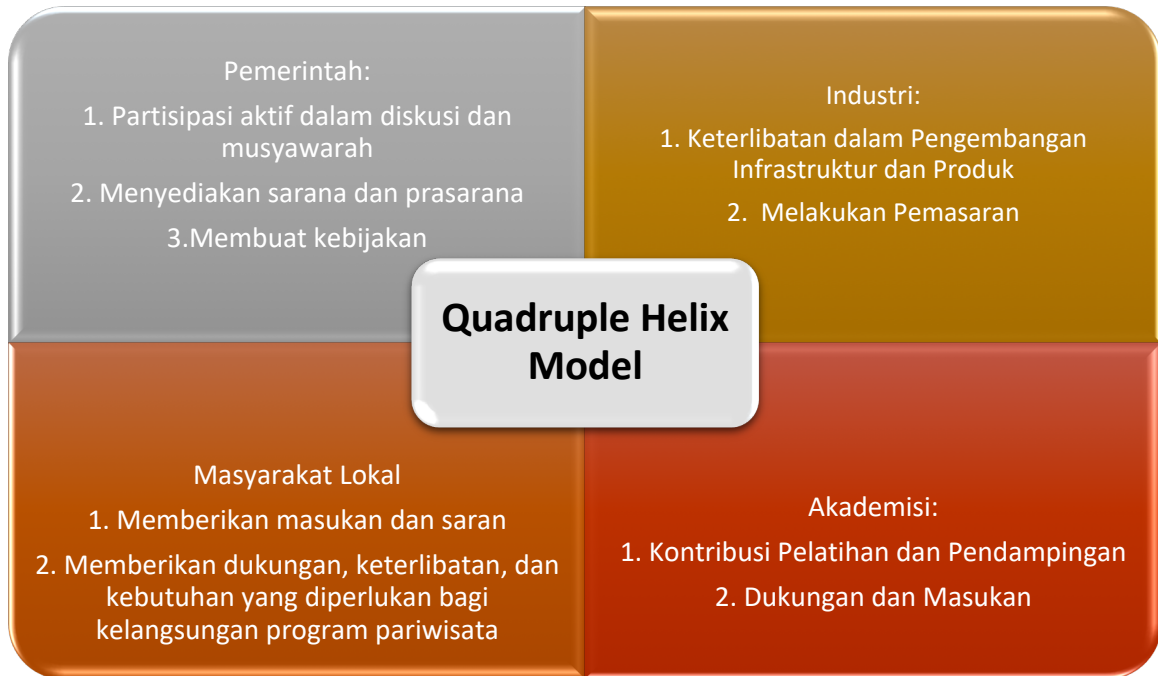 Pemerintah:
1. Partisipasi aktif dalam diskusi dan
musyawarah
2. Menyediakan sarana dan prasarana
3.Membuat kebijakan
Industri:
1. Keterlibatan dalam Pengembangan
Infrastruktur dan Produk
2. Melakukan Pemasaran
Quadruple Helix
Model
Masyarakat Lokal
1. Memberikan masukan dan saran
2. Memberikan dukungan, keterlibatan, dan
kebutuhan yang diperlukan bagi
kelangsungan program pariwisata
Akademisi:
1. Kontribusi Pelatihan dan Pendampingan
2. Dukungan dan Masukan